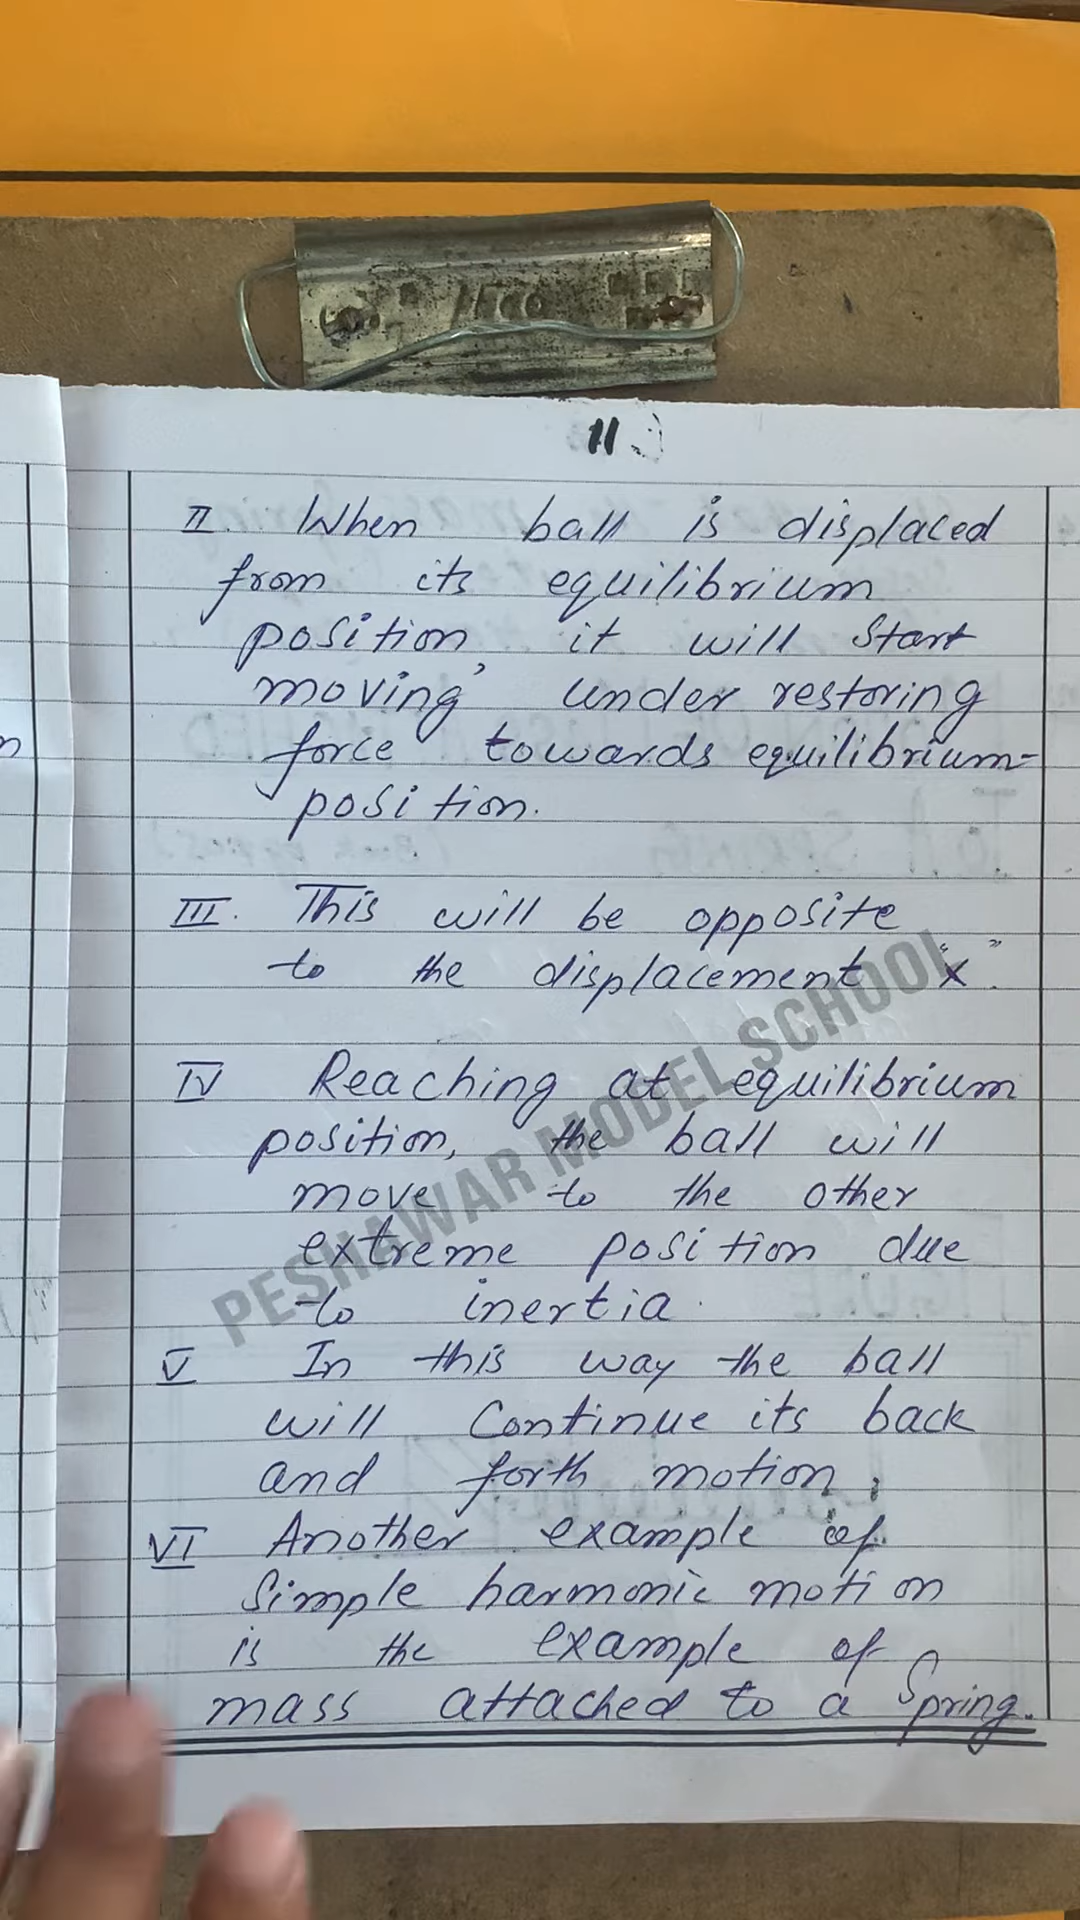 11
II. When ball is displaced
from its equilibrium
position, it will start
moving under restoring
force towards equilibrium-
position.
III. This will be opposite
to the displacement "x".
IV Reaching at equilibrium
position, the ball will
move to the other
extreme position due
to inertia.
V In this way the ball
will Continue its back
and forth motion.
VI Another example of
Simple harmonic motion
is the example of
mass attached to a Spring.
PESHAWAR MODEL SCHOOL